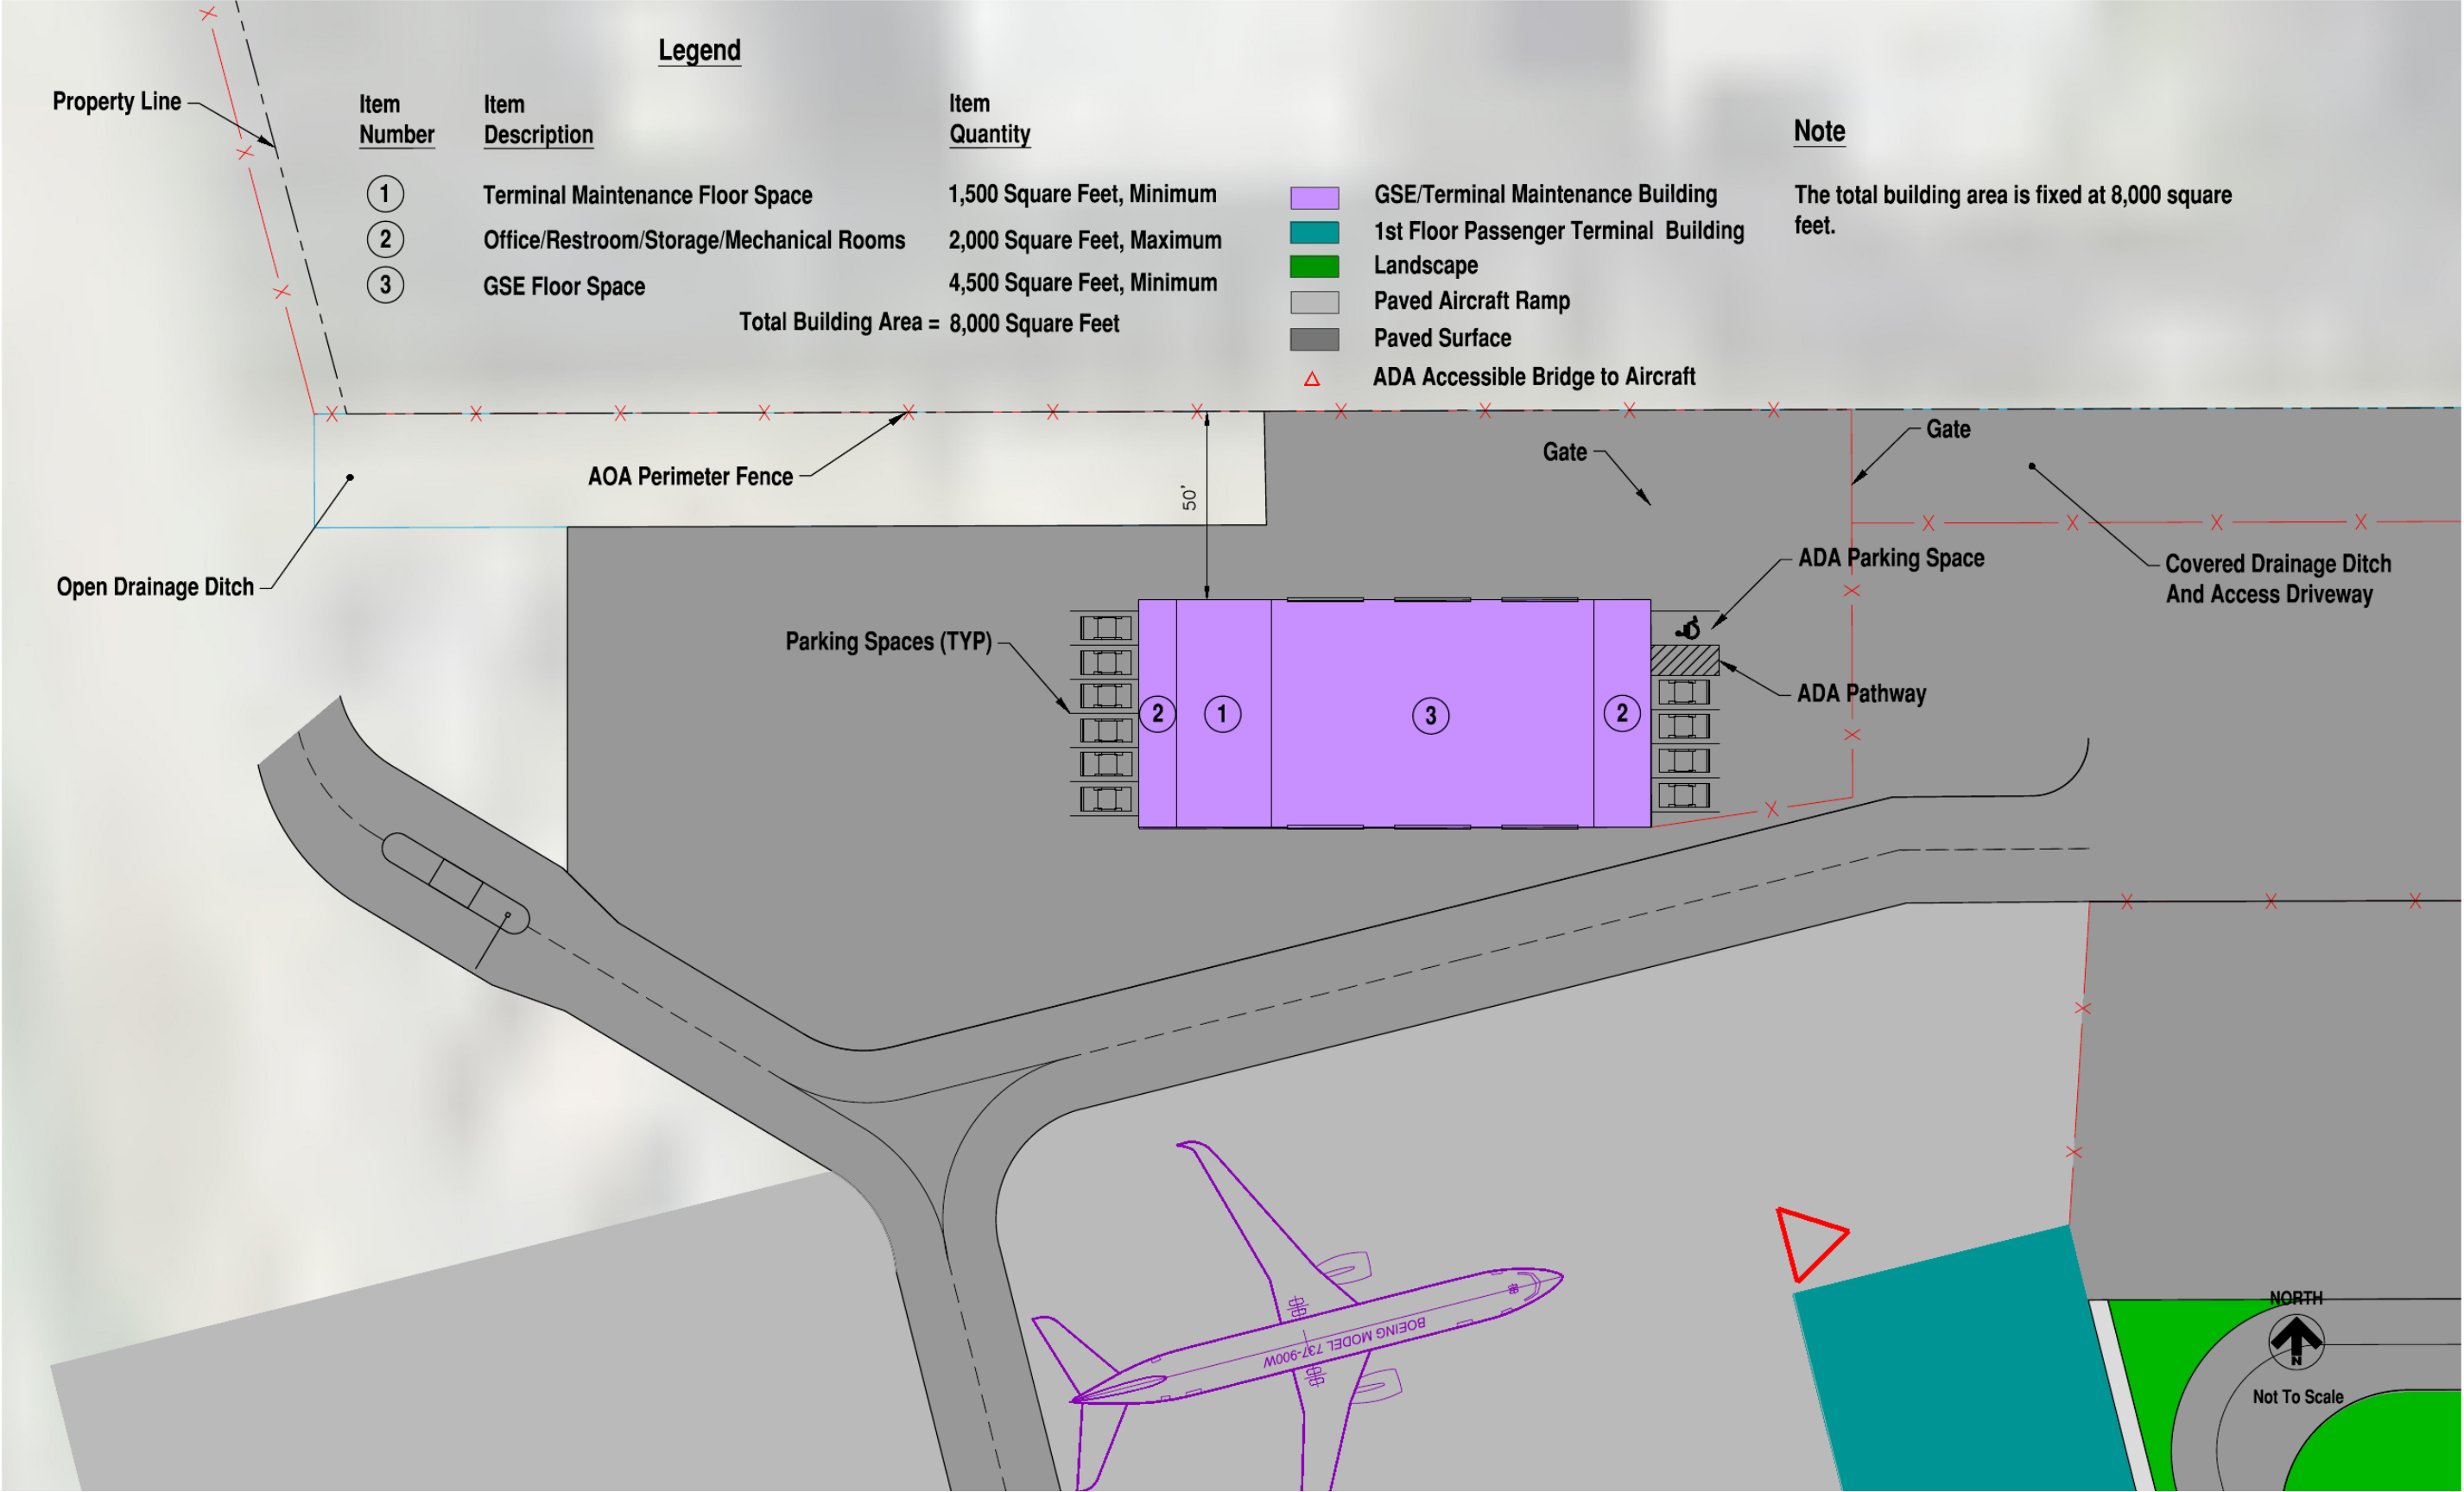 Legend
Property Line
Item
Number
Item
Description
Item
Quantity
1
Terminal Maintenance Floor Space
1,500 Square Feet, Minimum
2
Office/Restroom/Storage/Mechanical Rooms
2,000 Square Feet, Maximum
3
GSE Floor Space
4,500 Square Feet, Minimum
Total Building Area = 8,000 Square Feet
GSE/Terminal Maintenance Building
1st Floor Passenger Terminal Building
Landscape
Paved Aircraft Ramp
Paved Surface
ADA Accessible Bridge to Aircraft
Note
The total building area is fixed at 8,000 square
feet.
AOA Perimeter Fence
50'
Gate
Gate
Open Drainage Ditch
ADA Parking Space
Covered Drainage Ditch
And Access Driveway
Parking Spaces (TYP)
ADA Pathway
2
1
3
2
BOEING MODEL 737-900W
NORTH
N
Not To Scale